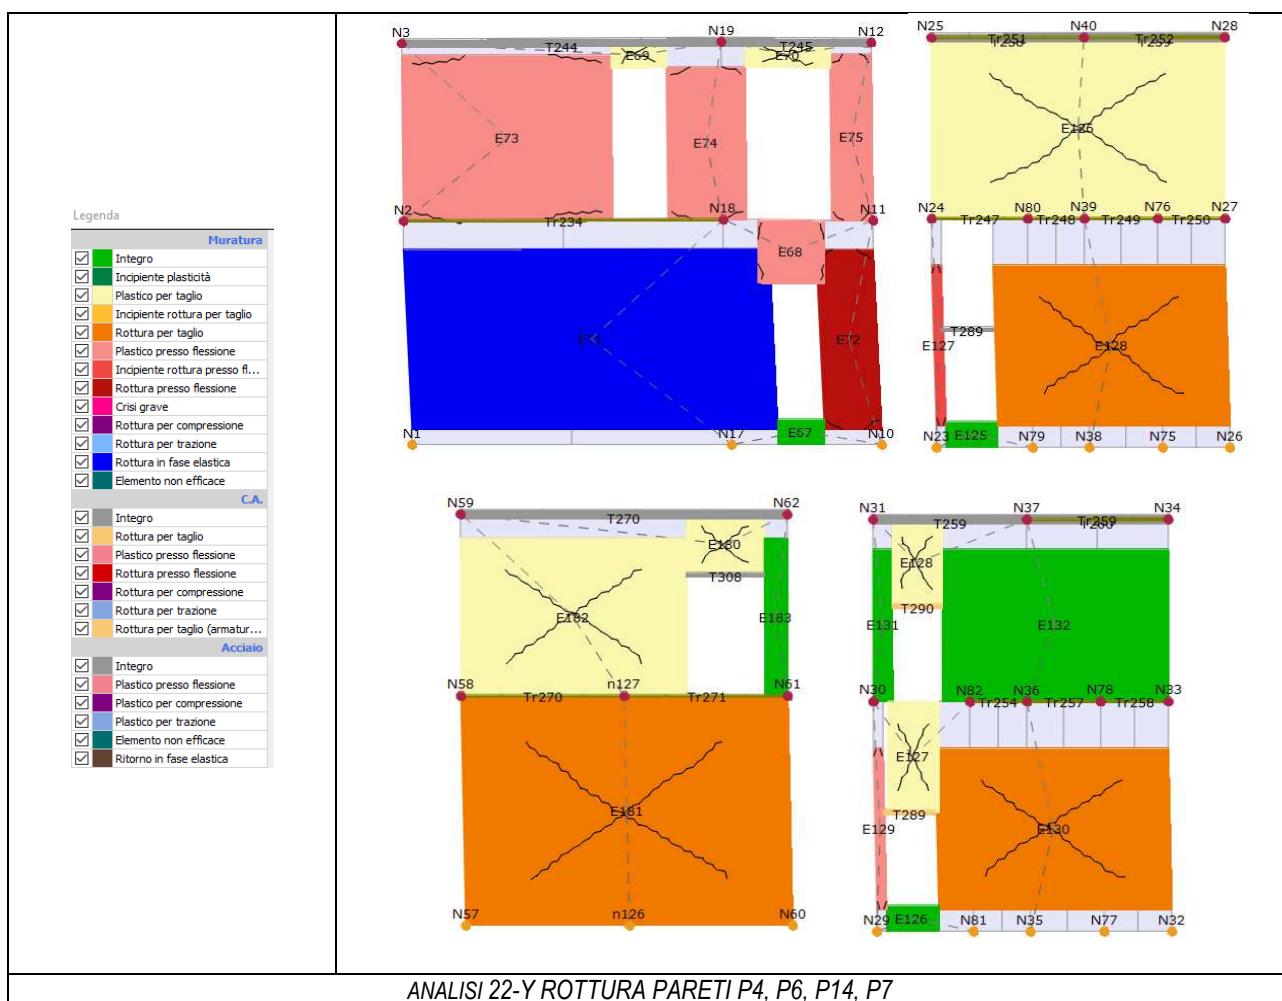 Legenda
Muratura
Integro
Incipiente plasticità
Plastico per taglio
Incipiente rottura per taglio
Rottura per taglio
Plastico presso flessione
Incipiente rottura presso fl...
Rottura presso flessione
Crisi grave
Rottura per compressione
Rottura per trazione
Rottura in fase elastica
Elemento non efficace
C.A.
Integro
Rottura per taglio
Plastico presso flessione
Rottura presso flessione
Rottura per compressione
Rottura per trazione
Rottura per taglio (armatur...
Acciaio
Integro
Plastico presso flessione
Plastico per compressione
Plastico per trazione
Elemento non efficace
Ritorno in fase elastica
N3 N19 N12
T244 T245
E69 E70
E73 E74 E75
N2 N18 N11
Tr234
E68
E71 E72
E67
N1 N17 N10
N25 N40 N28
Tr251 Tr252
E126
N24 N80 N39 N76 N27
Tr247 Tr248 Tr249 Tr250
T289
E127 E128
E125
N23 N79 N38 N75 N26
N59 N62
T270
E180
T308
E182 E183
N58 n127 N61
Tr270 Tr271
E181
N57 n126 N60
N31 N37 N34
T259 Tr259
E128
T290
E131 E132
N30 N82 N36 N78 N33
Tr254 Tr257 Tr258
E127
T289
E129 E130
E126
N29 N81 N35 N77 N32
ANALISI 22-Y ROTTURA PARETI P4, P6, P14, P7